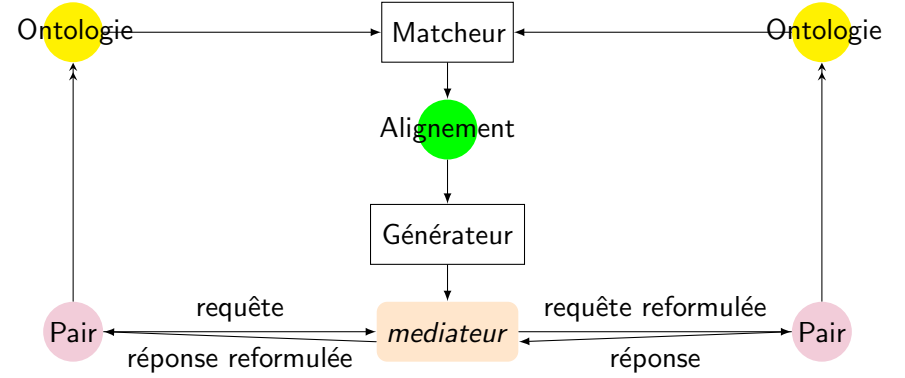 Ontologie
Matcheur
Ontologie
Alignement
Générateur
requête
requête reformulée
Pair
mediateur
Pair
réponse reformulée
réponse